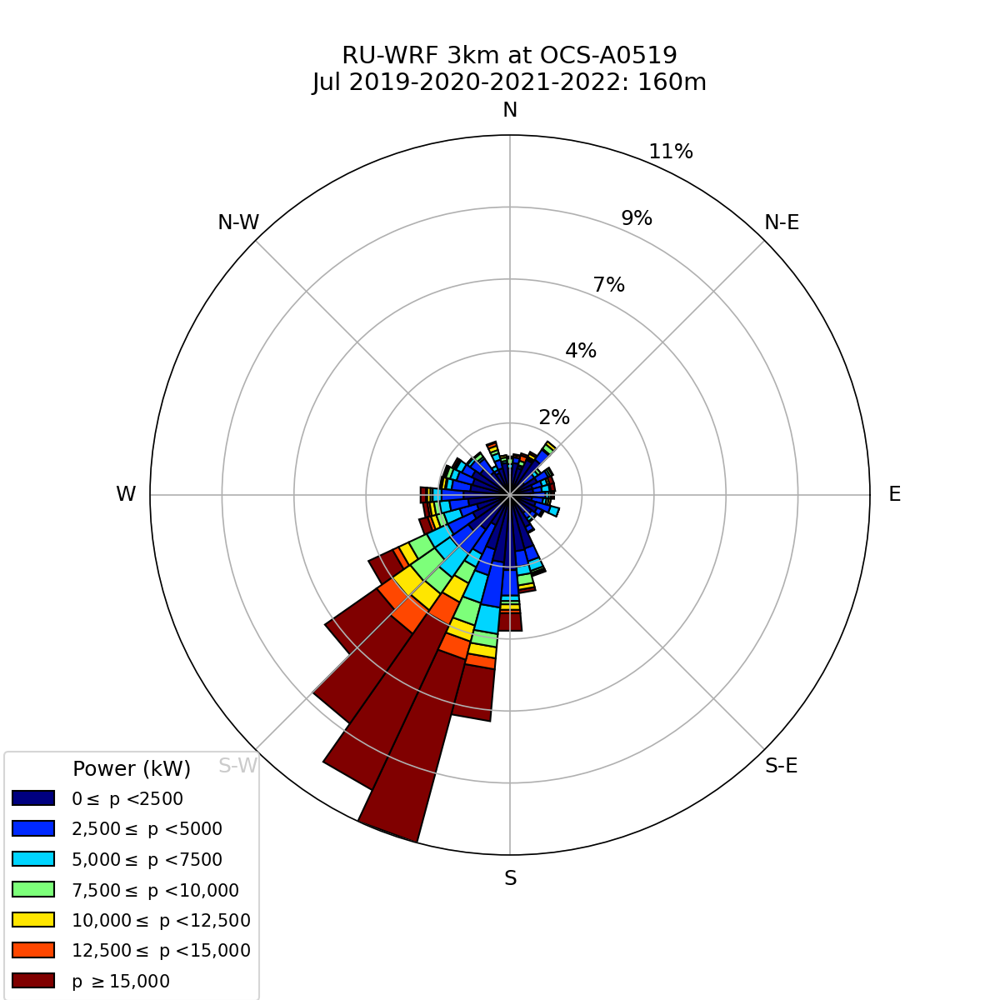 RU-WRF 3km at OCS-A0519
Jul 2019-2020-2021-2022: 160m
N
11%
N-W
N-E
9%
7%
4%
2%
W
E
S-W
S-E
S
Power (kW)
0≤ p <2500
2,500≤ p <5000
5,000≤ p <7500
7,500≤ p <10,000
10,000≤ p <12,500
12,500≤ p <15,000
p ≥15,000